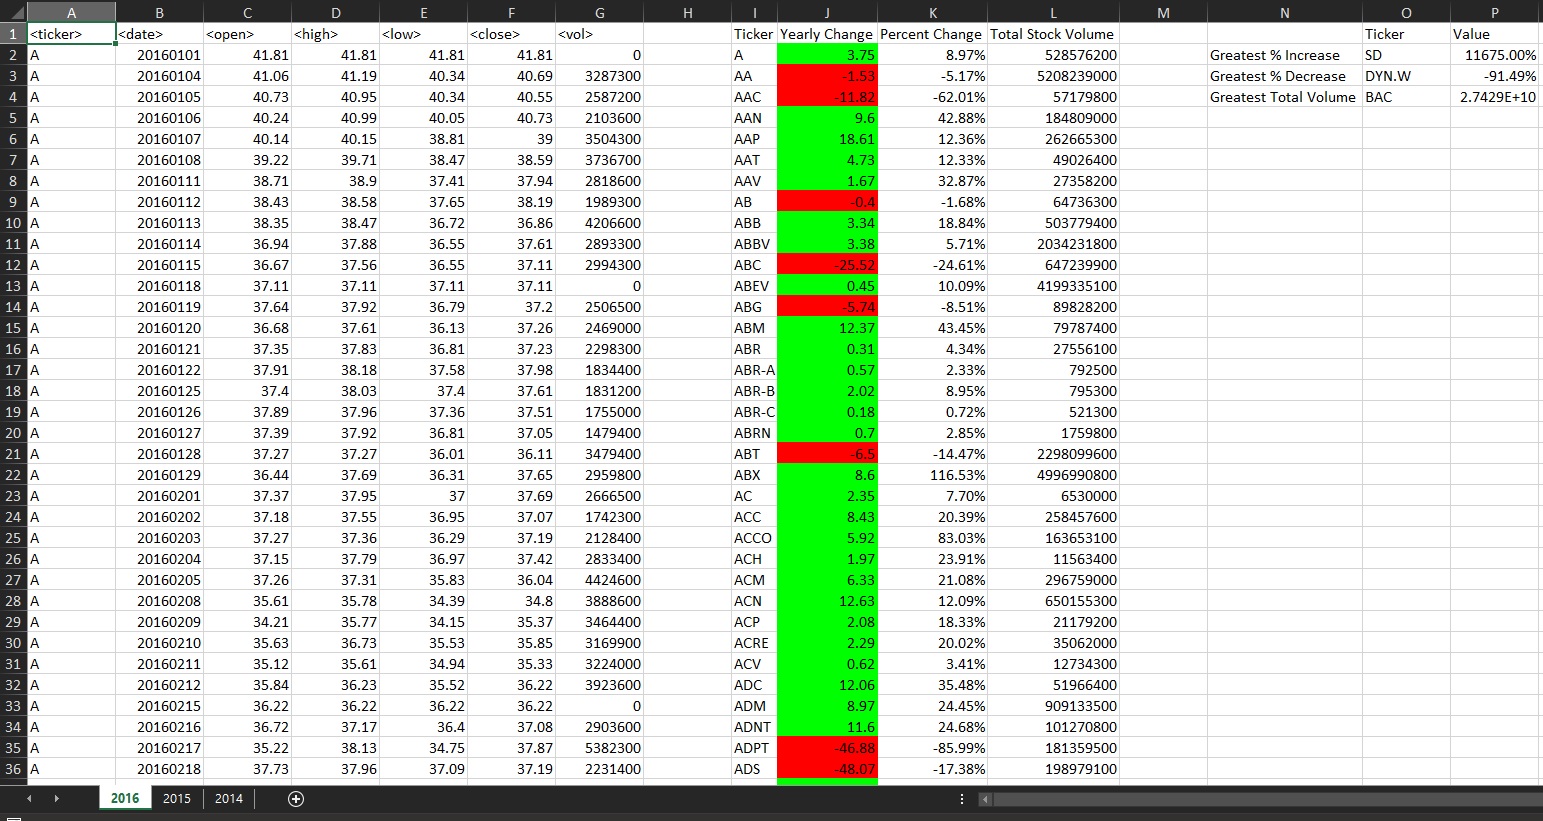 A B C D E F G H I J K L M N O P
1 <ticker> <date> <open> <high> <low> <close> <vol> Ticker Yearly Change Percent Change Total Stock Volume Ticker Value
2 A 20160101 41.81 41.81 41.81 41.81 0 A 3.75 8.97% 528576200 Greatest % Increase SD 11675.00%
3 A 20160104 41.06 41.19 40.34 40.69 3287300 AA -1.53 -5.17% 5208239000 Greatest % Decrease DYN.W -91.49%
4 A 20160105 40.73 40.95 40.34 40.55 2587200 AAC -11.82 -62.01% 57179800 Greatest Total Volume BAC 2.7429E+10
5 A 20160106 40.24 40.99 40.05 40.73 2103600 AAN 9.6 42.88% 184809000
6 A 20160107 40.14 40.15 38.81 39 3504300 AAP 18.61 12.36% 262665300
7 A 20160108 39.22 39.71 38.47 38.59 3736700 AAT 4.73 12.33% 49026400
8 A 20160111 38.71 38.9 37.41 37.94 2818600 AAV 1.67 32.87% 27358200
9 A 20160112 38.43 38.58 37.65 38.19 1989300 AB -0.4 -1.68% 64736300
10 A 20160113 38.35 38.47 36.72 36.86 4206600 ABB 3.34 18.84% 503779400
11 A 20160114 36.94 37.88 36.55 37.61 2893300 ABBV 3.38 5.71% 2034231800
12 A 20160115 36.67 37.56 36.55 37.11 2994300 ABC -25.52 -24.61% 647239900
13 A 20160118 37.11 37.11 37.11 37.11 0 ABEV 0.45 10.09% 4199335100
14 A 20160119 37.64 37.92 36.79 37.2 2506500 ABG -5.74 -8.51% 89828200
15 A 20160120 36.68 37.61 36.13 37.26 2469000 ABM 12.37 43.45% 79787400
16 A 20160121 37.35 37.83 36.81 37.23 2298300 ABR 0.31 4.34% 27556100
17 A 20160122 37.91 38.18 37.58 37.98 1834400 ABR-A 0.57 2.33% 792500
18 A 20160125 37.4 38.03 37.4 37.61 1831200 ABR-B 2.02 8.95% 795300
19 A 20160126 37.89 37.96 37.36 37.51 1755000 ABR-C 0.18 0.72% 521300
20 A 20160127 37.39 37.92 36.81 37.05 1479400 ABRN 0.7 2.85% 1759800
21 A 20160128 37.27 37.27 36.01 36.11 3479400 ABT -6.5 -14.47% 2298099600
22 A 20160129 36.44 37.69 36.31 37.65 2959800 ABX 8.6 116.53% 4996990800
23 A 20160201 37.37 37.95 37 37.69 2666500 AC 2.35 7.70% 6530000
24 A 20160202 37.18 37.55 36.95 37.07 1742300 ACC 8.43 20.39% 258457600
25 A 20160203 37.27 37.36 36.29 37.19 2128400 ACCO 5.92 83.03% 163653100
26 A 20160204 37.15 37.79 36.97 37.42 2833400 ACH 1.97 23.91% 11563400
27 A 20160205 37.26 37.31 35.83 36.04 4424600 ACM 6.33 21.08% 296759000
28 A 20160208 35.61 35.78 34.39 34.8 3888600 ACN 12.63 12.09% 650155300
29 A 20160209 34.21 35.77 34.15 35.37 3464400 ACP 2.08 18.33% 21179200
30 A 20160210 35.63 36.73 35.53 35.85 3169900 ACRE 2.29 20.02% 35062000
31 A 20160211 35.12 35.61 34.94 35.33 3224000 ACV 0.62 3.41% 12734300
32 A 20160212 35.84 36.23 35.52 36.22 3923600 ADC 12.06 35.48% 51966400
33 A 20160215 36.22 36.22 36.22 36.22 0 ADM 8.97 24.45% 909133500
34 A 20160216 36.72 37.17 36.4 37.08 2903600 ADNT 11.6 24.68% 101270800
35 A 20160217 35.22 38.13 34.75 37.87 5382300 ADPT -46.88 -85.99% 181359500
36 A 20160218 37.73 37.96 37.09 37.19 2231400 ADS -48.07 -17.38% 198979100
2016 2015 2014